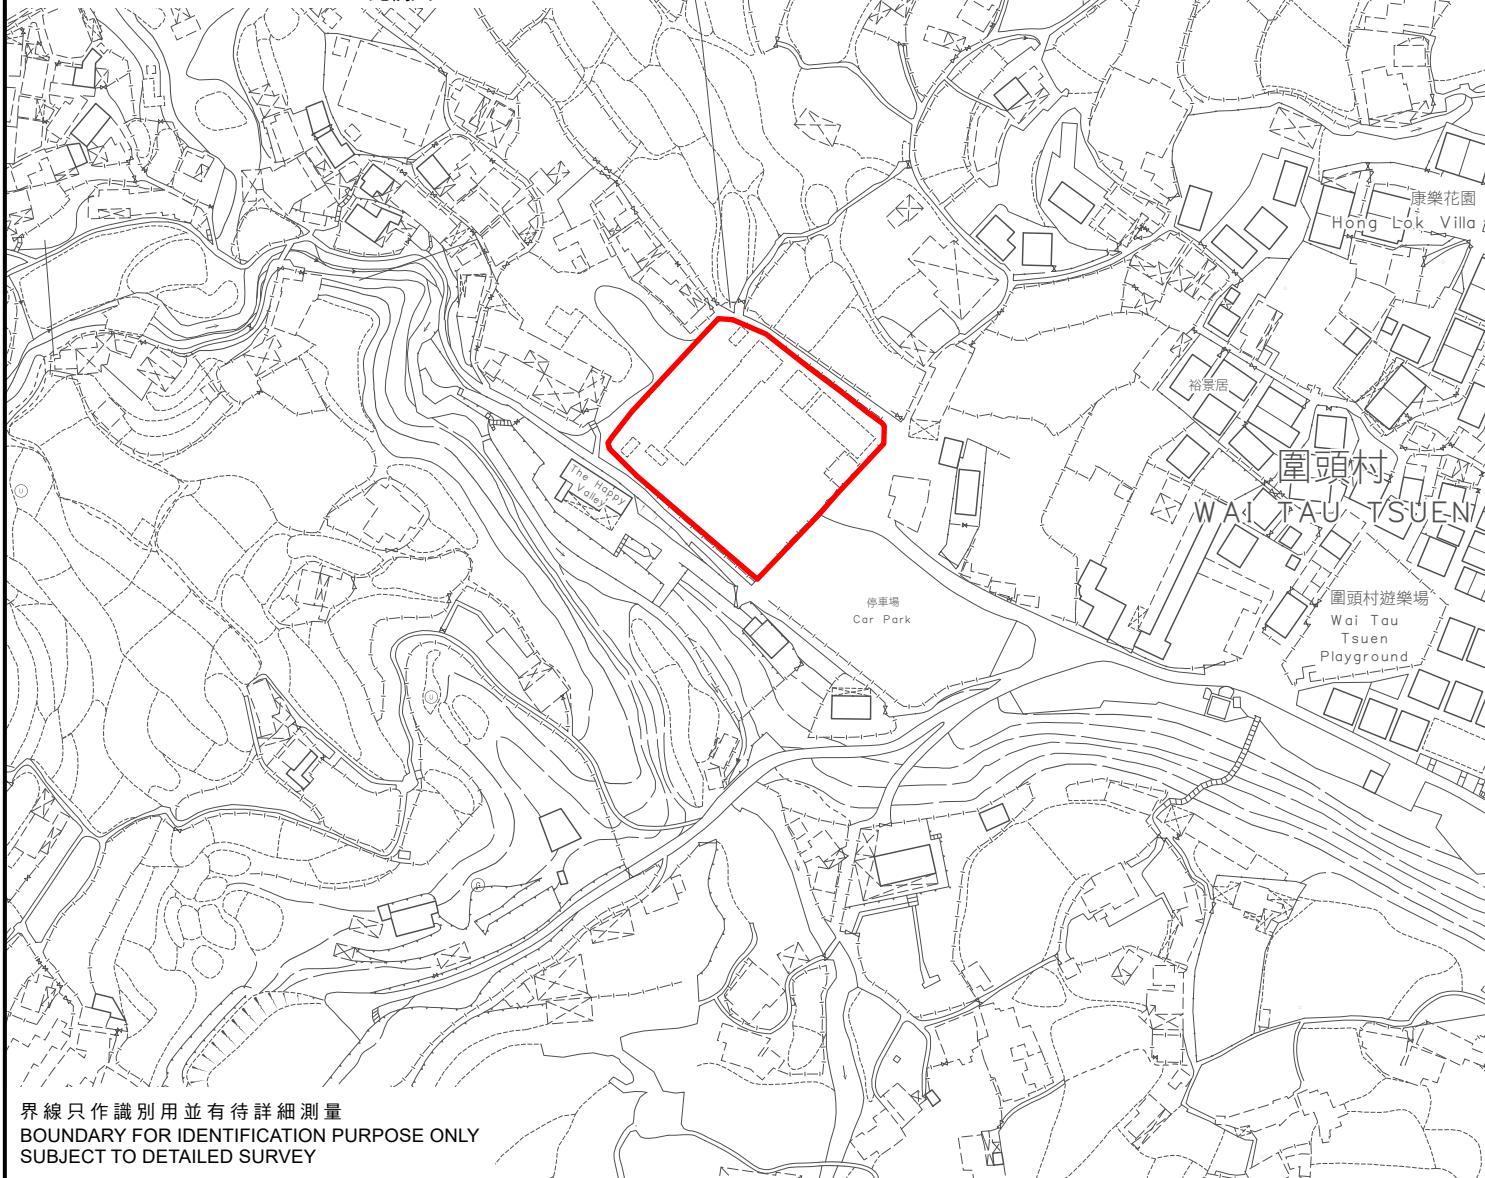 康樂花園
Hong Lok Villa
裕景居
圍頭村
WAI TAU TSUEN
The Happy
Valley
停車場
Car Park
圍頭村遊樂場
Wai Tau
Tsuen
Playground
U
U
界線只作識別用並有待詳細測量
BOUNDARY FOR IDENTIFICATION PURPOSE ONLY
SUBJECT TO DETAILED SURVEY